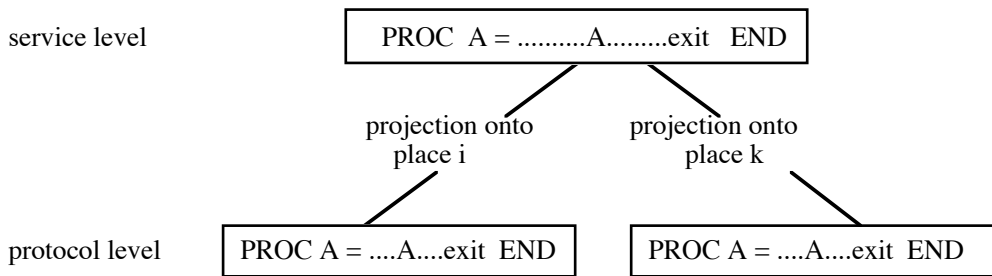 service level
PROC A = ..........A.........exit END
projection onto
place i
projection onto
place k
protocol level
PROC A = ....A....exit END
PROC A = ....A....exit END